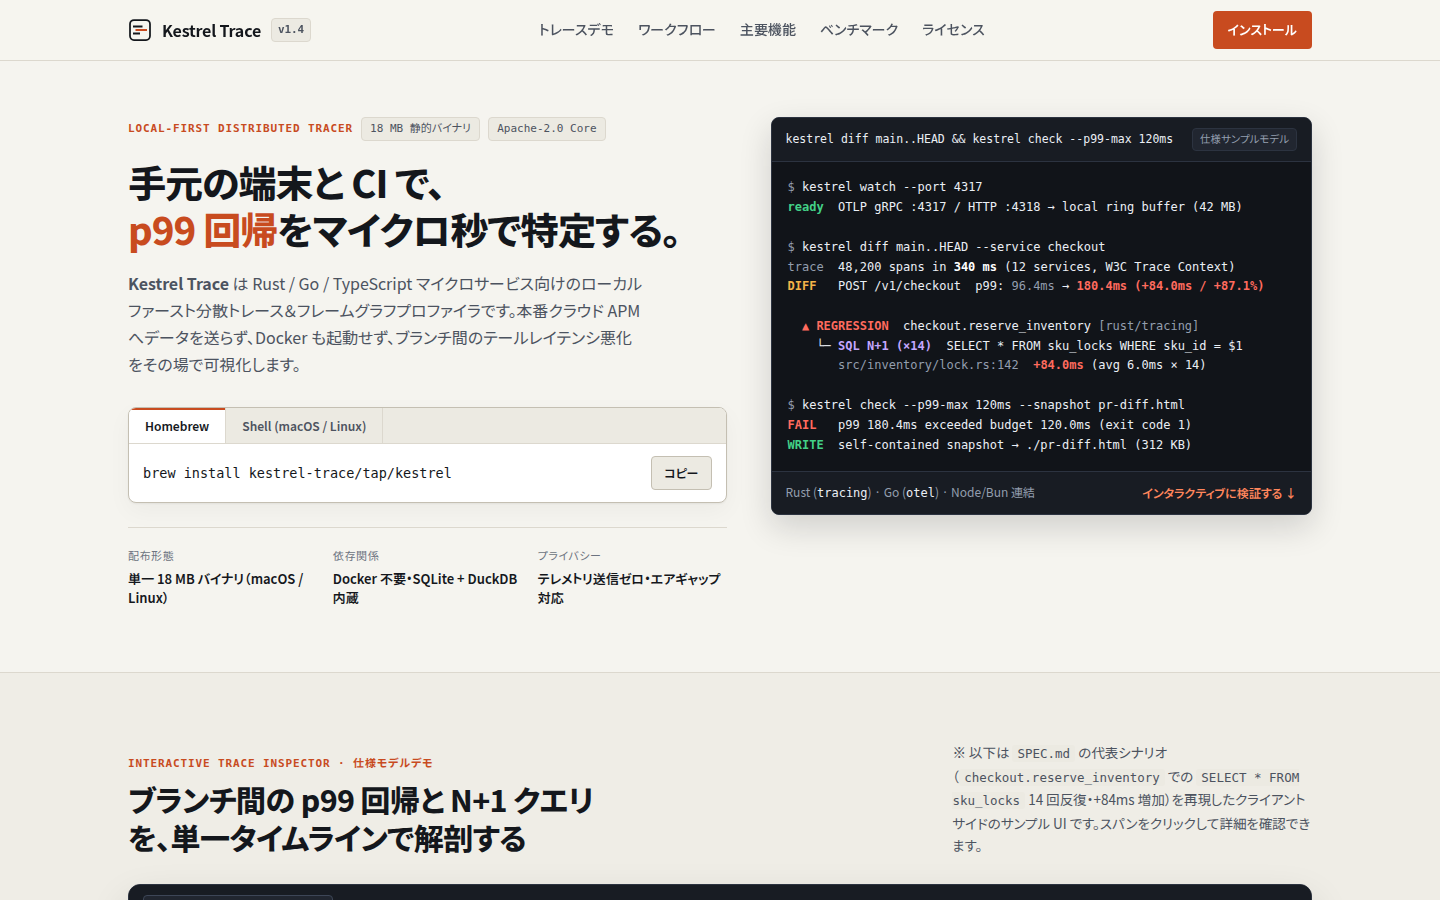 Kestrel Trace v1.4
トレースデモ ワークフロー 主要機能 ベンチマーク ライセンス
インストール
LOCAL-FIRST DISTRIBUTED TRACER 18 MB 静的バイナリ Apache-2.0 Core
手元の端末と CI で、
p99 回帰をマイクロ秒で特定する。
Kestrel Trace は Rust / Go / TypeScript マイクロサービス向けのローカル
ファースト分散トレース＆フレームグラフプロファイラです。本番クラウド APM
へデータを送らず、Docker も起動せず、ブランチ間のテールレイテンシ悪化
をその場で可視化します。
Homebrew Shell (macOS / Linux)
brew install kestrel-trace/tap/kestrel コピー
配布形態
単一 18 MB バイナリ（macOS /
Linux）
依存関係
Docker 不要・SQLite + DuckDB
内蔵
プライバシー
テレメトリ送信ゼロ・エアギャップ
対応
kestrel diff main..HEAD && kestrel check --p99-max 120ms 仕様サンプルモデル
$ kestrel watch --port 4317
ready OTLP gRPC :4317 / HTTP :4318 → local ring buffer (42 MB)
$ kestrel diff main..HEAD --service checkout
trace 48,200 spans in 340 ms (12 services, W3C Trace Context)
DIFF POST /v1/checkout p99: 96.4ms → 180.4ms (+84.0ms / +87.1%)
▲ REGRESSION checkout.reserve_inventory [rust/tracing]
└─ SQL N+1 (×14) SELECT * FROM sku_locks WHERE sku_id = $1
src/inventory/lock.rs:142 +84.0ms (avg 6.0ms × 14)
$ kestrel check --p99-max 120ms --snapshot pr-diff.html
FAIL p99 180.4ms exceeded budget 120.0ms (exit code 1)
WRITE self-contained snapshot → ./pr-diff.html (312 KB)
Rust (tracing) · Go (otel) · Node/Bun 連結 インタラクティブに検証する ↓
INTERACTIVE TRACE INSPECTOR · 仕様モデルデモ
ブランチ間の p99 回帰と N+1 クエリ
を、単一タイムラインで解剖する
※ 以下は SPEC.md の代表シナリオ
（ checkout.reserve_inventory での SELECT * FROM
sku_locks 14 回反復・+84ms 増加）を再現したクライアント
サイドのサンプル UI です。スパンをクリックして詳細を確認でき
ます。